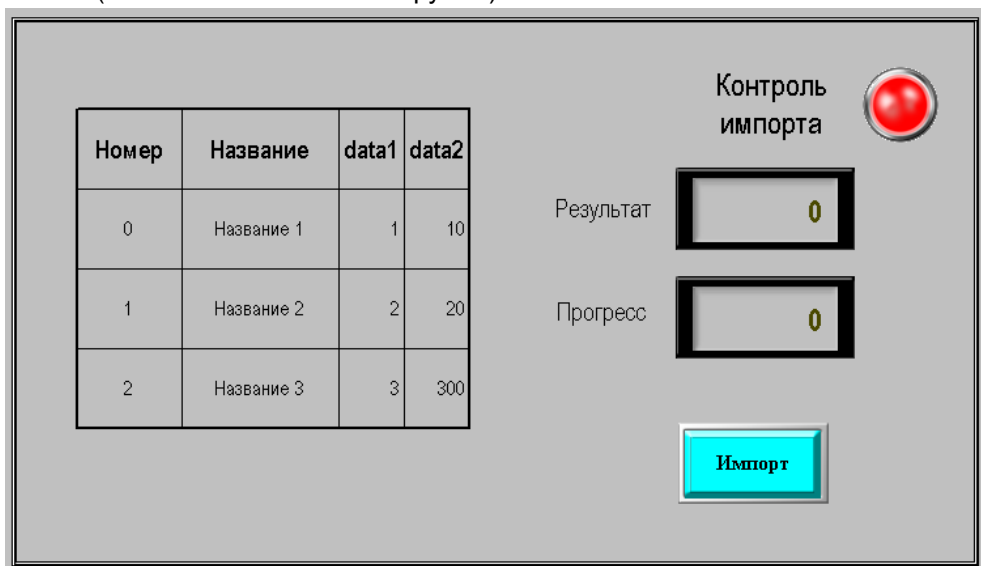 Контроль
импорта
Номер Название data1 data2
0 Название 1 1 10
1 Название 2 2 20
2 Название 3 3 300
Результат 0
Прогресс 0
Импорт